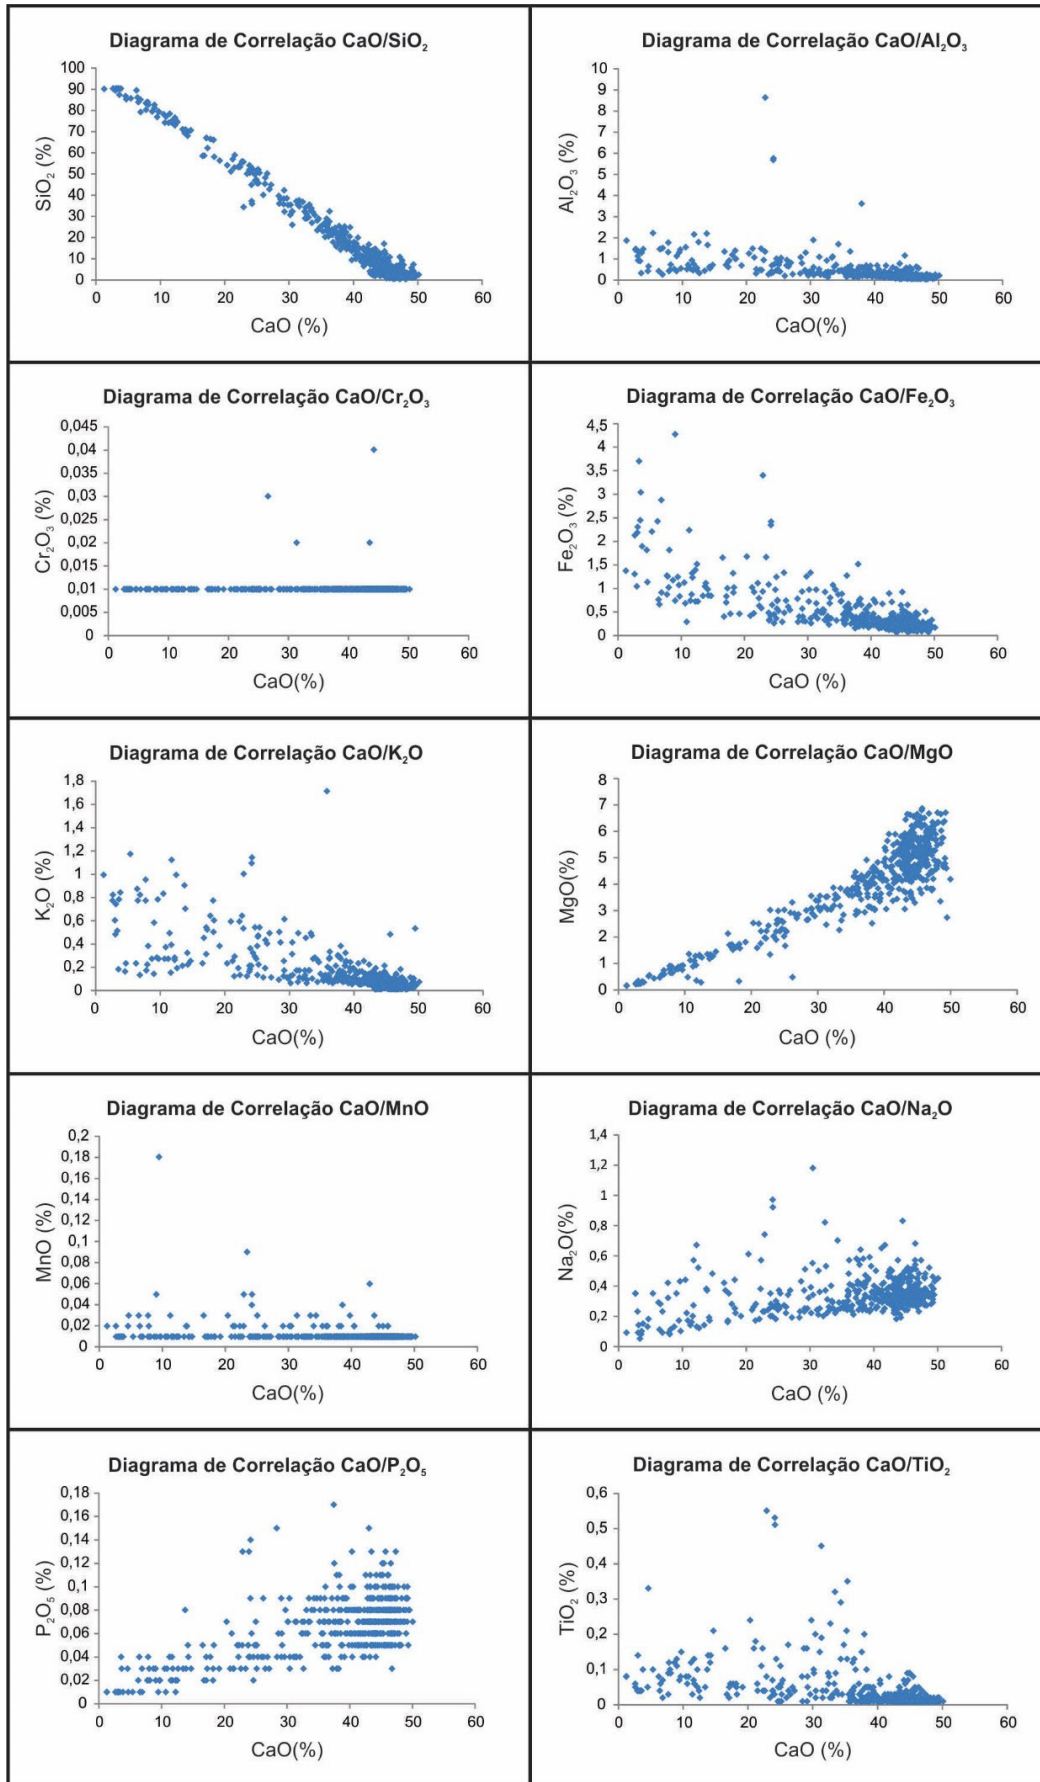 Diagrama de Correlação CaO/SiO₂
100
90
80
70
60
50
40
30
20
10
0
SiO₂ (%)
0 10 20 30 40 50 60
CaO (%)
Diagrama de Correlação CaO/Al₂O₃
10
9
8
7
6
5
4
3
2
1
0
Al₂O₃ (%)
0 10 20 30 40 50 60
CaO(%)
Diagrama de Correlação CaO/Cr₂O₃
0,045
0,04
0,035
0,03
0,025
0,02
0,015
0,01
0,005
0
Cr₂O₃ (%)
0 10 20 30 40 50 60
CaO(%)
Diagrama de Correlação CaO/Fe₂O₃
4,5
4
3,5
3
2,5
2
1,5
1
0,5
0
Fe₂O₃ (%)
0 10 20 30 40 50 60
CaO (%)
Diagrama de Correlação CaO/K₂O
1,8
1,6
1,4
1,2
1
0,8
0,6
0,4
0,2
0
K₂O (%)
0 10 20 30 40 50 60
CaO(%)
Diagrama de Correlação CaO/MgO
8
7
6
5
4
3
2
1
0
MgO(%)
0 10 20 30 40 50 60
CaO (%)
Diagrama de Correlação CaO/MnO
0,2
0,18
0,16
0,14
0,12
0,1
0,08
0,06
0,04
0,02
0
MnO (%)
0 10 20 30 40 50 60
CaO(%)
Diagrama de Correlação CaO/Na₂O
1,4
1,2
1
0,8
0,6
0,4
0,2
0
Na₂O(%)
0 10 20 30 40 50 60
CaO (%)
Diagrama de Correlação CaO/P₂O₅
0,18
0,16
0,14
0,12
0,1
0,08
0,06
0,04
0,02
0
P₂O₅ (%)
0 10 20 30 40 50 60
CaO(%)
Diagrama de Correlação CaO/TiO₂
0,6
0,5
0,4
0,3
0,2
0,1
0
TiO₂ (%)
0 10 20 30 40 50 60
CaO (%)